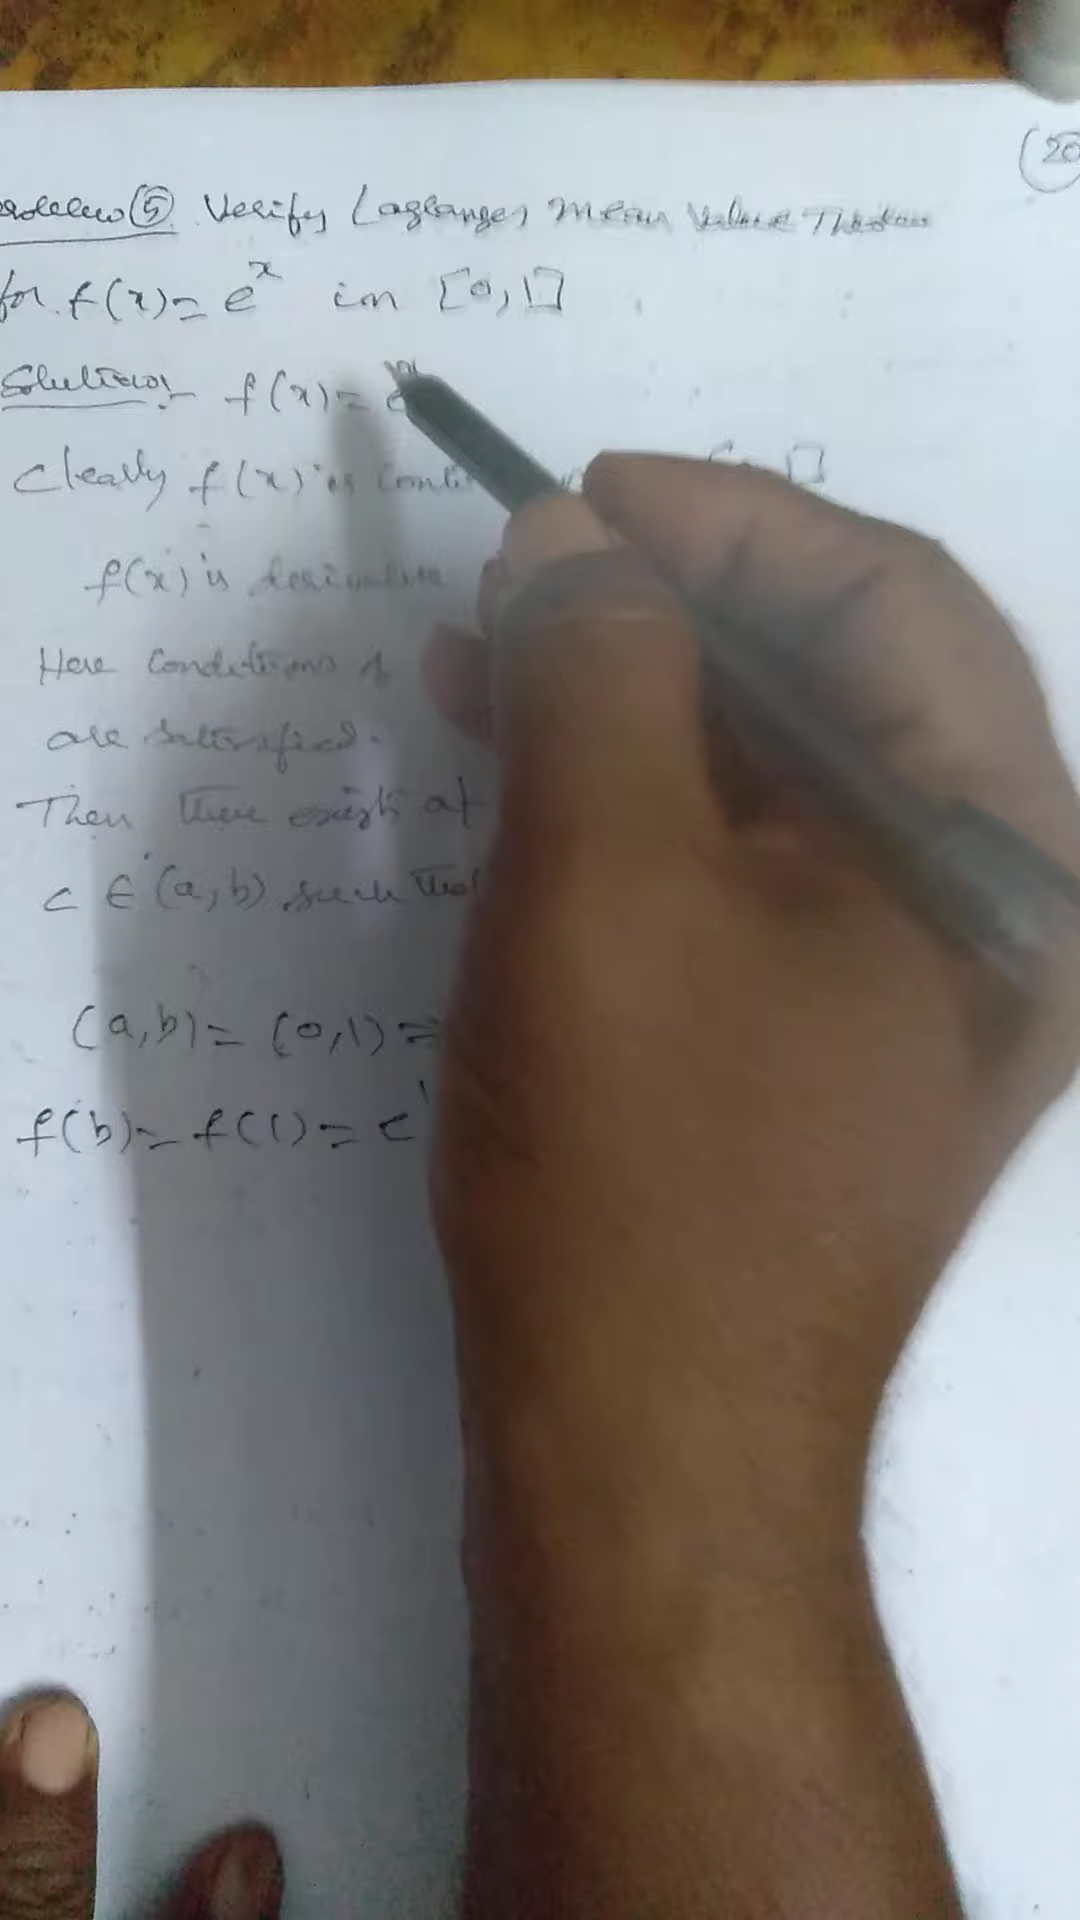 (20
Problem (5) Verify Lagranges Mean Value Theorem
for f(x) = e^x in [0,1]
Solution:- f(x) =
Clearly f(x) is
f(x) is derivative
Here Conditions of
are satisfied.
Then there exists at
c ∈ (a,b) such that
(a,b) = (0,1) =
f(b) = f(1) = e^1